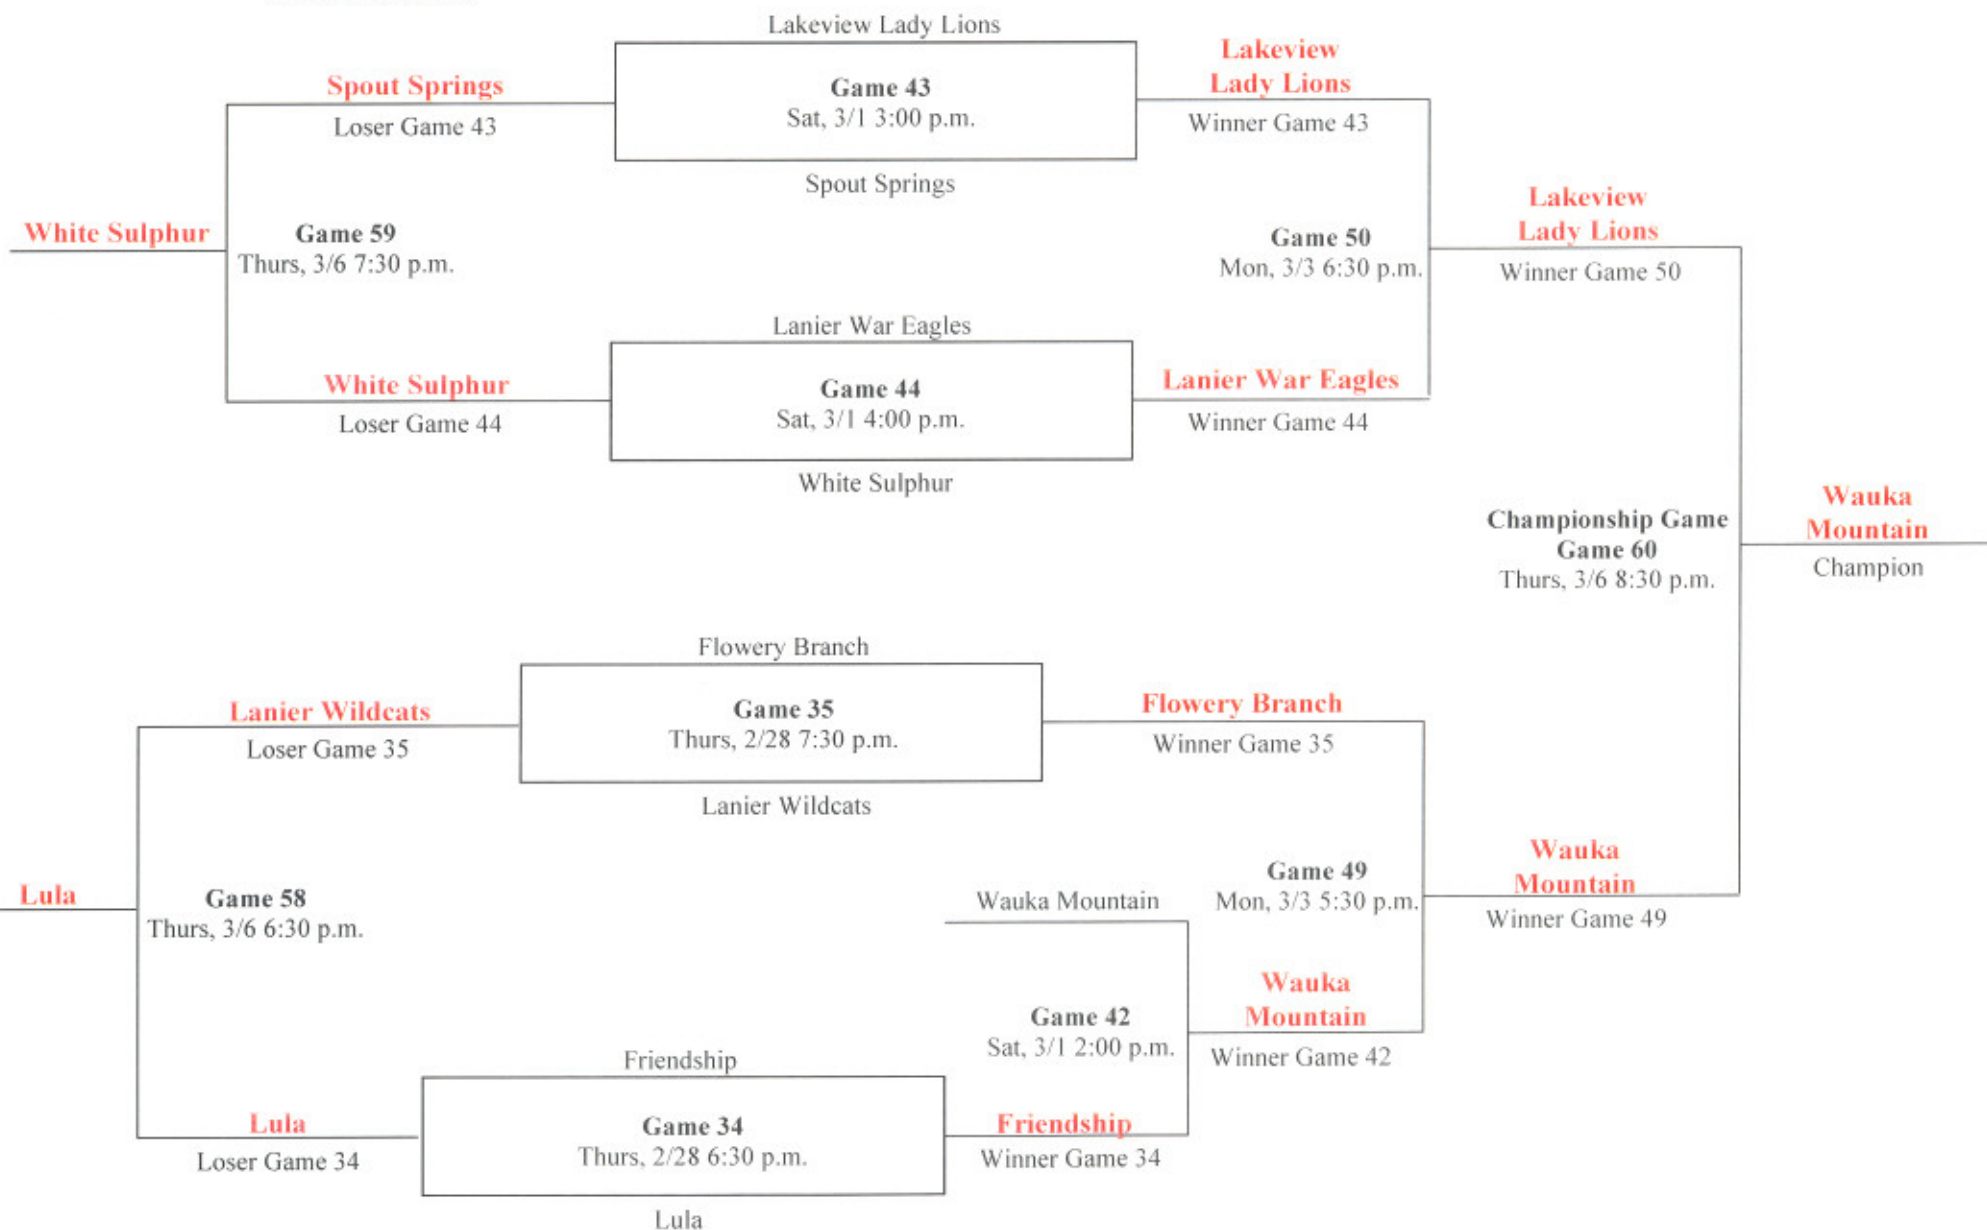 Lakeview Lady Lions
Lakeview
Lady Lions
Spout Springs
Game 43
Sat, 3/1 3:00 p.m.
Loser Game 43
Winner Game 43
Spout Springs
Lakeview
Lady Lions
White Sulphur
Game 59
Thurs, 3/6 7:30 p.m.
Game 50
Mon, 3/3 6:30 p.m.
Winner Game 50
Lanier War Eagles
White Sulphur
Game 44
Sat, 3/1 4:00 p.m.
Lanier War Eagles
Loser Game 44
Winner Game 44
White Sulphur
Championship Game
Game 60
Thurs, 3/6 8:30 p.m.
Wauka
Mountain
Champion
Flowery Branch
Lanier Wildcats
Game 35
Thurs, 2/28 7:30 p.m.
Flowery Branch
Loser Game 35
Winner Game 35
Lanier Wildcats
Lula
Game 58
Thurs, 3/6 6:30 p.m.
Wauka Mountain
Game 49
Mon, 3/3 5:30 p.m.
Wauka
Mountain
Winner Game 49
Game 42
Sat, 3/1 2:00 p.m.
Wauka
Mountain
Winner Game 42
Friendship
Lula
Game 34
Thurs, 2/28 6:30 p.m.
Friendship
Loser Game 34
Winner Game 34
Lula